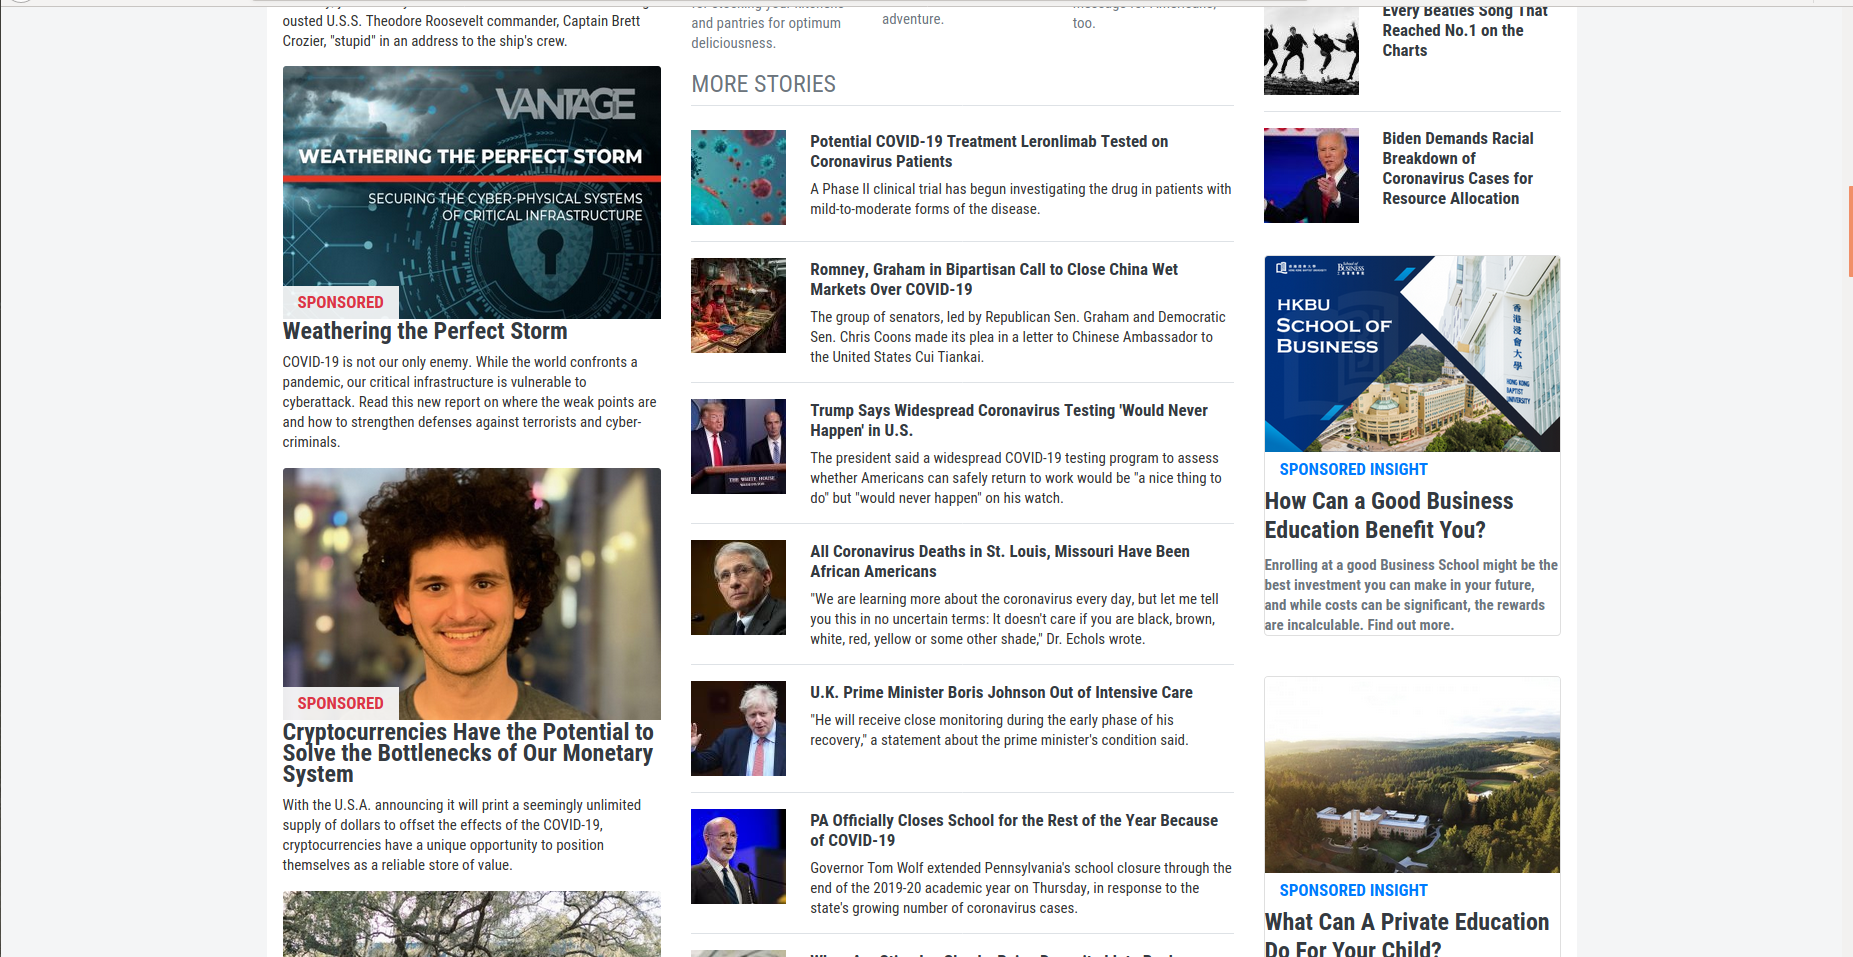 ousted U.S.S. Theodore Roosevelt commander, Captain Brett
Crozier, "stupid" in an address to the ship's crew.
VANTAGE
WEATHERING THE PERFECT STORM
SECURING THE CYBER-PHYSICAL SYSTEMS
OF CRITICAL INFRASTRUCTURE
SPONSORED
Weathering the Perfect Storm
COVID-19 is not our only enemy. While the world confronts a
pandemic, our critical infrastructure is vulnerable to
cyberattack. Read this new report on where the weak points are
and how to strengthen defenses against terrorists and cyber-
criminals.
SPONSORED
Cryptocurrencies Have the Potential to
Solve the Bottlenecks of Our Monetary
System
With the U.S.A. announcing it will print a seemingly unlimited
supply of dollars to offset the effects of the COVID-19,
cryptocurrencies have a unique opportunity to position
themselves as a reliable store of value.
and pantries for optimum
deliciousness.
adventure.
too.
MORE STORIES
Potential COVID-19 Treatment Leronlimab Tested on
Coronavirus Patients
A Phase II clinical trial has begun investigating the drug in patients with
mild-to-moderate forms of the disease.
Romney, Graham in Bipartisan Call to Close China Wet
Markets Over COVID-19
The group of senators, led by Republican Sen. Graham and Democratic
Sen. Chris Coons made its plea in a letter to Chinese Ambassador to
the United States Cui Tiankai.
THE WHITE HOUSE
WASHINGTON
Trump Says Widespread Coronavirus Testing 'Would Never
Happen' in U.S.
The president said a widespread COVID-19 testing program to assess
whether Americans can safely return to work would be "a nice thing to
do" but "would never happen" on his watch.
All Coronavirus Deaths in St. Louis, Missouri Have Been
African Americans
"We are learning more about the coronavirus every day, but let me tell
you this in no uncertain terms: It doesn't care if you are black, brown,
white, red, yellow or some other shade," Dr. Echols wrote.
U.K. Prime Minister Boris Johnson Out of Intensive Care
"He will receive close monitoring during the early phase of his
recovery," a statement about the prime minister's condition said.
PA Officially Closes School for the Rest of the Year Because
of COVID-19
Governor Tom Wolf extended Pennsylvania's school closure through the
end of the 2019-20 academic year on Thursday, in response to the
state's growing number of coronavirus cases.
Every Beatles Song That
Reached No.1 on the
Charts
Biden Demands Racial
Breakdown of
Coronavirus Cases for
Resource Allocation
School of
BUSINESS
HKBU
SCHOOL OF
BUSINESS
香港浸會大學
HONG KONG
BAPTIST
UNIVERSITY
SPONSORED INSIGHT
How Can a Good Business
Education Benefit You?
Enrolling at a good Business School might be the
best investment you can make in your future,
and while costs can be significant, the rewards
are incalculable. Find out more.
SPONSORED INSIGHT
What Can A Private Education
Do For Your Child?